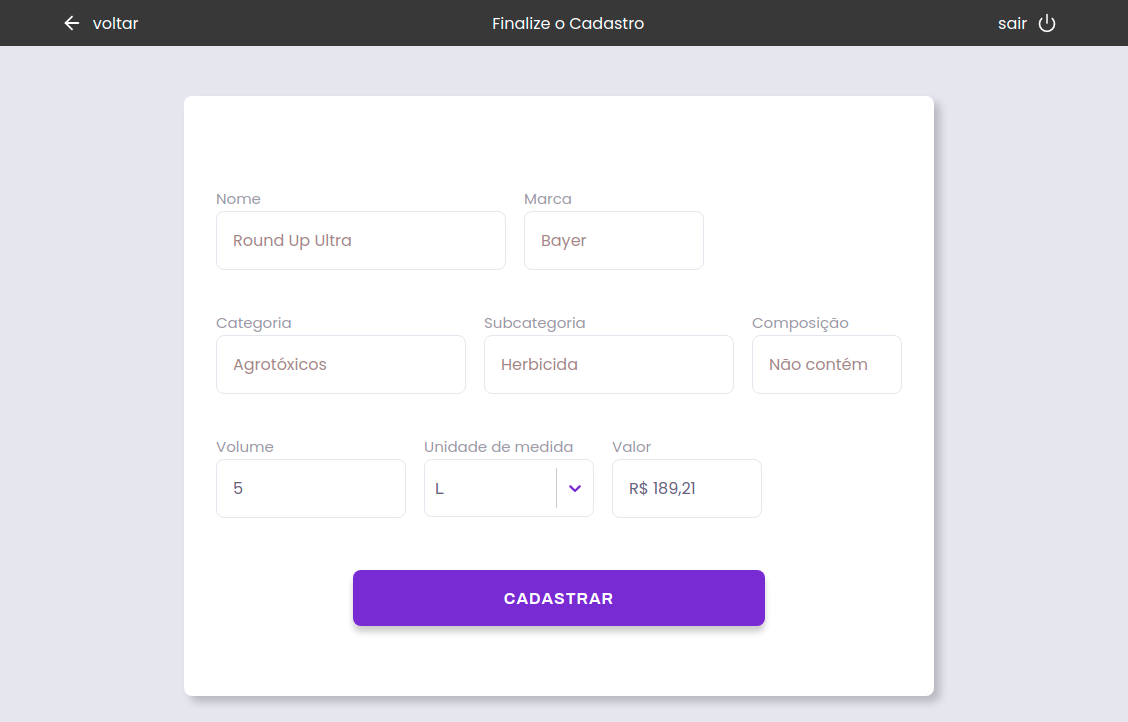 voltar
Finalize o Cadastro
sair
Nome
Marca
Round Up Ultra
Bayer
Categoria
Subcategoria
Composição
Agrotóxicos
Herbicida
Não contém
Volume
Unidade de medida
Valor
5
L
R$ 189,21
CADASTRAR